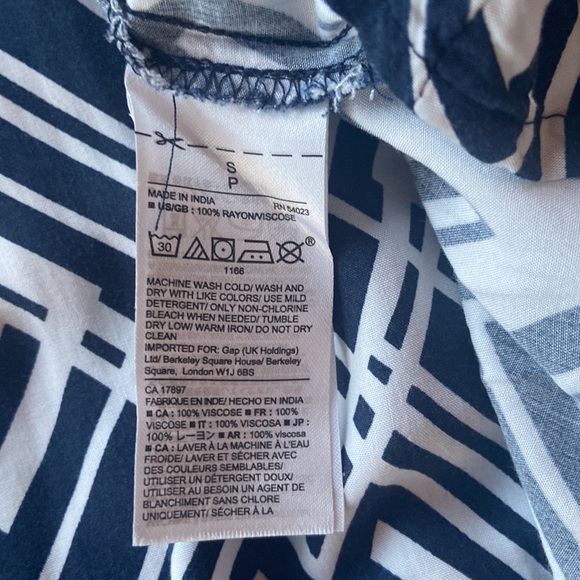 S
P
MADE IN INDIA RN 54023
■ US/GB : 100% RAYON/VISCOSE
30
®
1166
MACHINE WASH COLD/ WASH AND
DRY WITH LIKE COLORS/ USE MILD
DETERGENT/ ONLY NON-CHLORINE
BLEACH WHEN NEEDED/ TUMBLE
DRY LOW/ WARM IRON/ DO NOT DRY
CLEAN
IMPORTED FOR: Gap (UK Holdings)
Ltd/ Berkeley Square House/ Berkeley
Square, London W1J 6BS
CA 17897
FABRIQUE EN INDE/ HECHO EN INDIA
■ CA : 100% VISCOSE ■ FR : 100%
VISCOSE ■ IT : 100% VISCOSA ■ JP :
100% レーヨン ■ AR : 100% viscosa
■ CA : LAVER À LA MACHINE À L'EAU
FROIDE/ LAVER ET SÉCHER AVEC
DES COULEURS SEMBLABLES/
UTILISER UN DÉTERGENT DOUX/
UTILISER AU BESOIN UN AGENT DE
BLANCHIMENT SANS CHLORE
UNIQUEMENT/ SÉCHER À LA